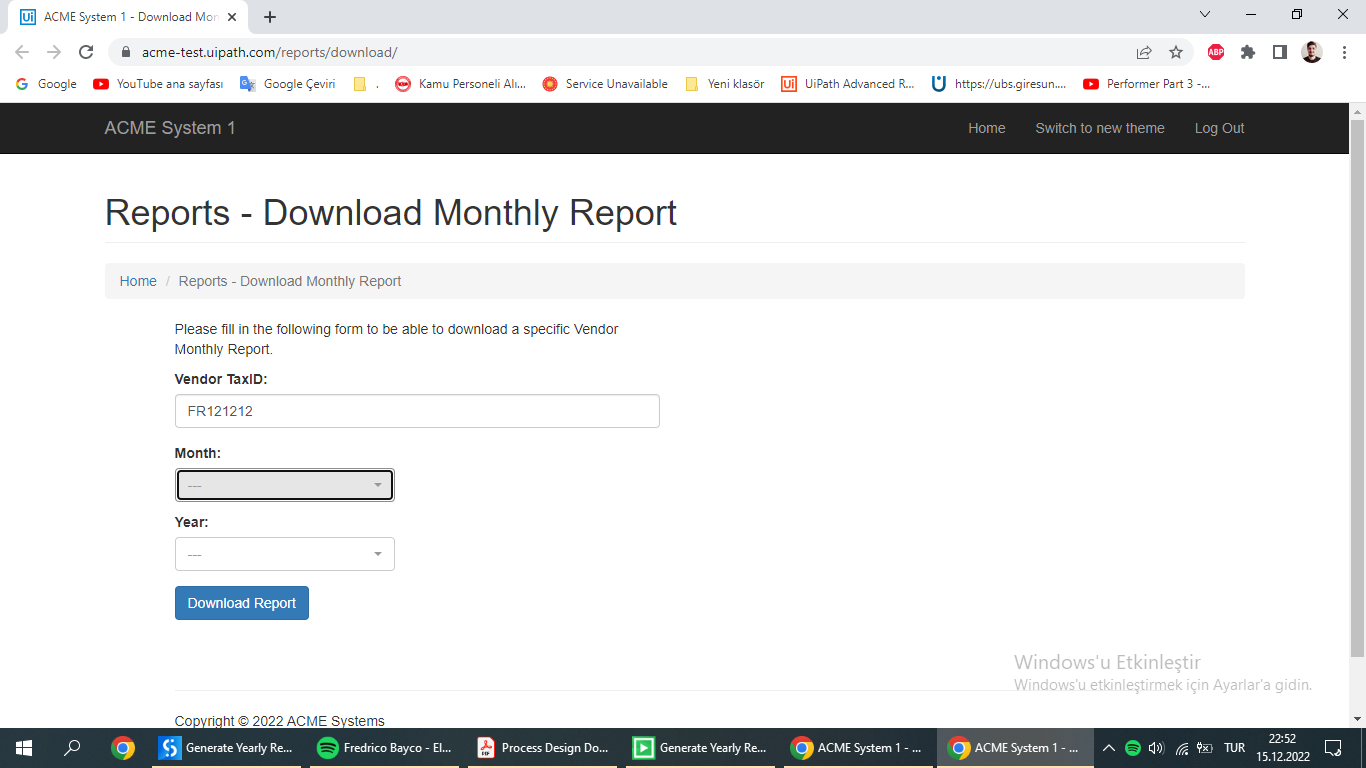 ACME System 1 - Download Mon
acme-test.uipath.com/reports/download/
ABP
Google
YouTube ana sayfası
Google Çeviri
.
Kamu Personeli Alı...
Service Unavailable
Yeni klasör
UiPath Advanced R...
https://ubs.giresun....
Performer Part 3 -...
ACME System 1
Home
Switch to new theme
Log Out
Reports - Download Monthly Report
Home / Reports - Download Monthly Report
Please fill in the following form to be able to download a specific Vendor
Monthly Report.
Vendor TaxID:
FR121212
Month:
---
Year:
---
Download Report
Windows'u Etkinleştir
Windows'u etkinleştirmek için Ayarlar'a gidin.
Copyright © 2022 ACME Systems
Generate Yearly Re...
Fredrico Bayco - El...
Process Design Do...
Generate Yearly Re...
ACME System 1 - ...
ACME System 1 - ...
TUR
22:52
15.12.2022